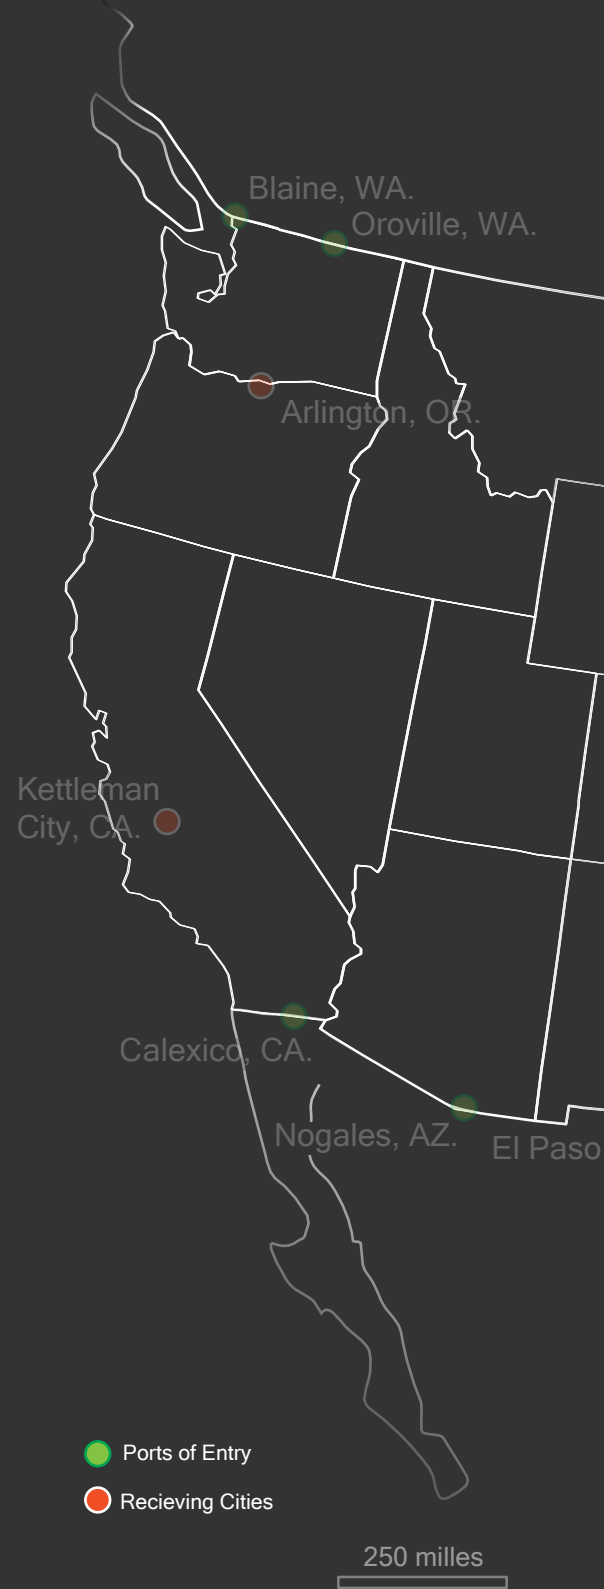 Blaine, WA.
Oroville, WA.
Arlington, OR.
Kettleman
City, CA.
Calexico, CA.
Nogales, AZ.
El Paso
Ports of Entry
Recieving Cities
250 milles